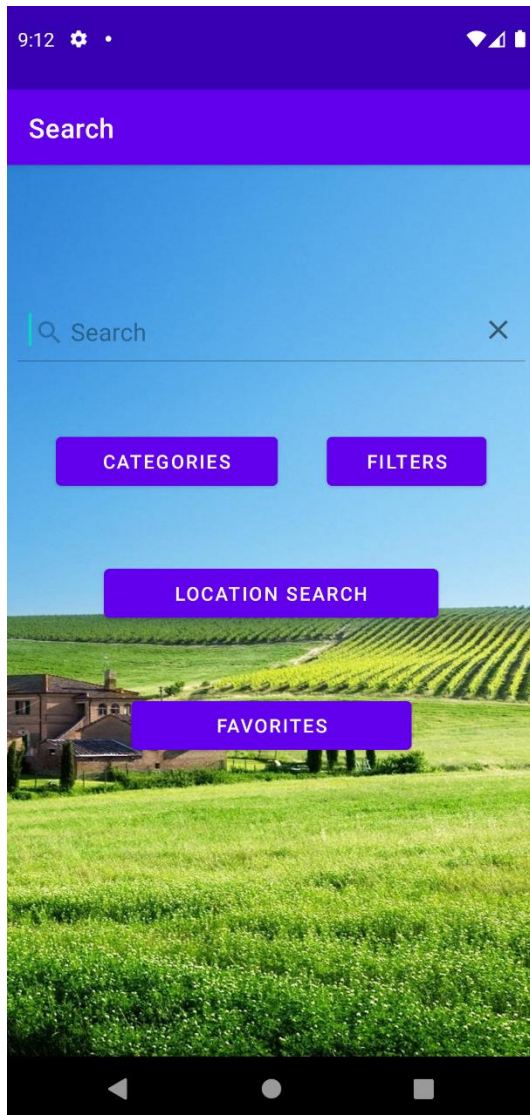 9:12
Search
Search
CATEGORIES FILTERS
LOCATION SEARCH
FAVORITES